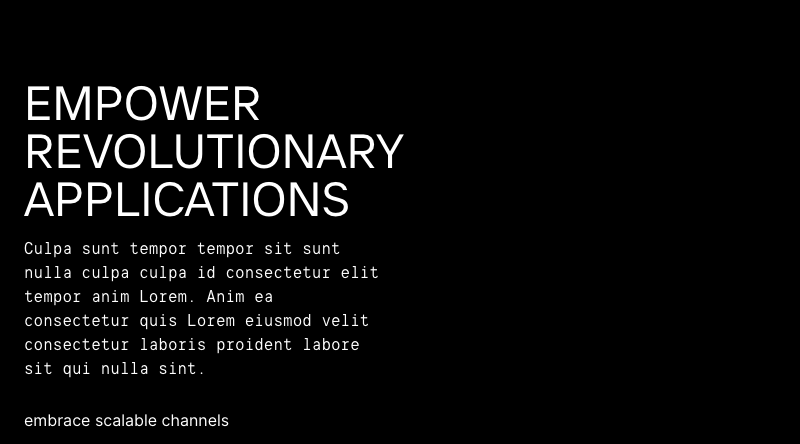 EMPOWER
REVOLUTIONARY
APPLICATIONS
Culpa sunt tempor tempor sit sunt
nulla culpa culpa id consectetur elit
tempor anim Lorem. Anim ea
consectetur quis Lorem eiusmod velit
consectetur laboris proident labore
sit qui nulla sint.
embrace scalable channels